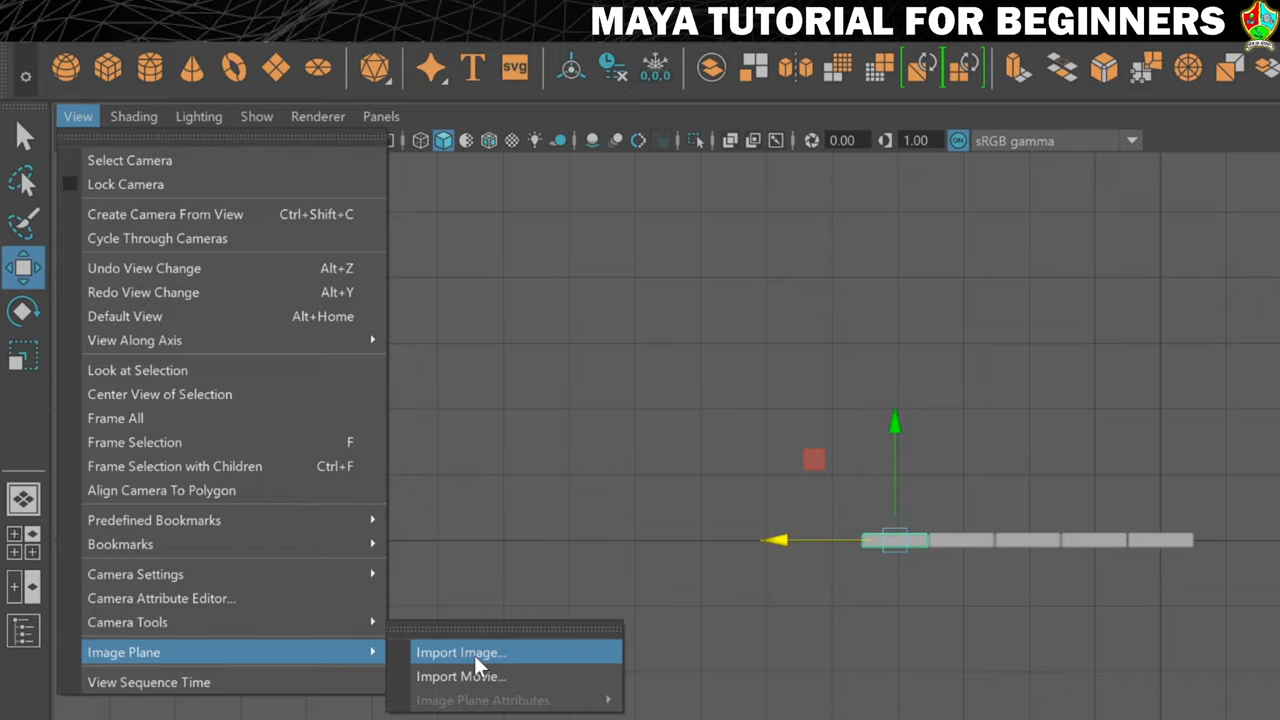 MAYA TUTORIAL FOR BEGINNERS
T svg 0,0,0
View Shading Lighting Show Renderer Panels
0.00 1.00 ON sRGB gamma
Select Camera
Lock Camera
Create Camera From View Ctrl+Shift+C
Cycle Through Cameras
Undo View Change Alt+Z
Redo View Change Alt+Y
Default View Alt+Home
View Along Axis
Look at Selection
Center View of Selection
Frame All
Frame Selection F
Frame Selection with Children Ctrl+F
Align Camera To Polygon
Predefined Bookmarks
Bookmarks
Camera Settings
Camera Attribute Editor...
Camera Tools
Image Plane
View Sequence Time
Import Image...
Import Movie...
Image Plane Attributes